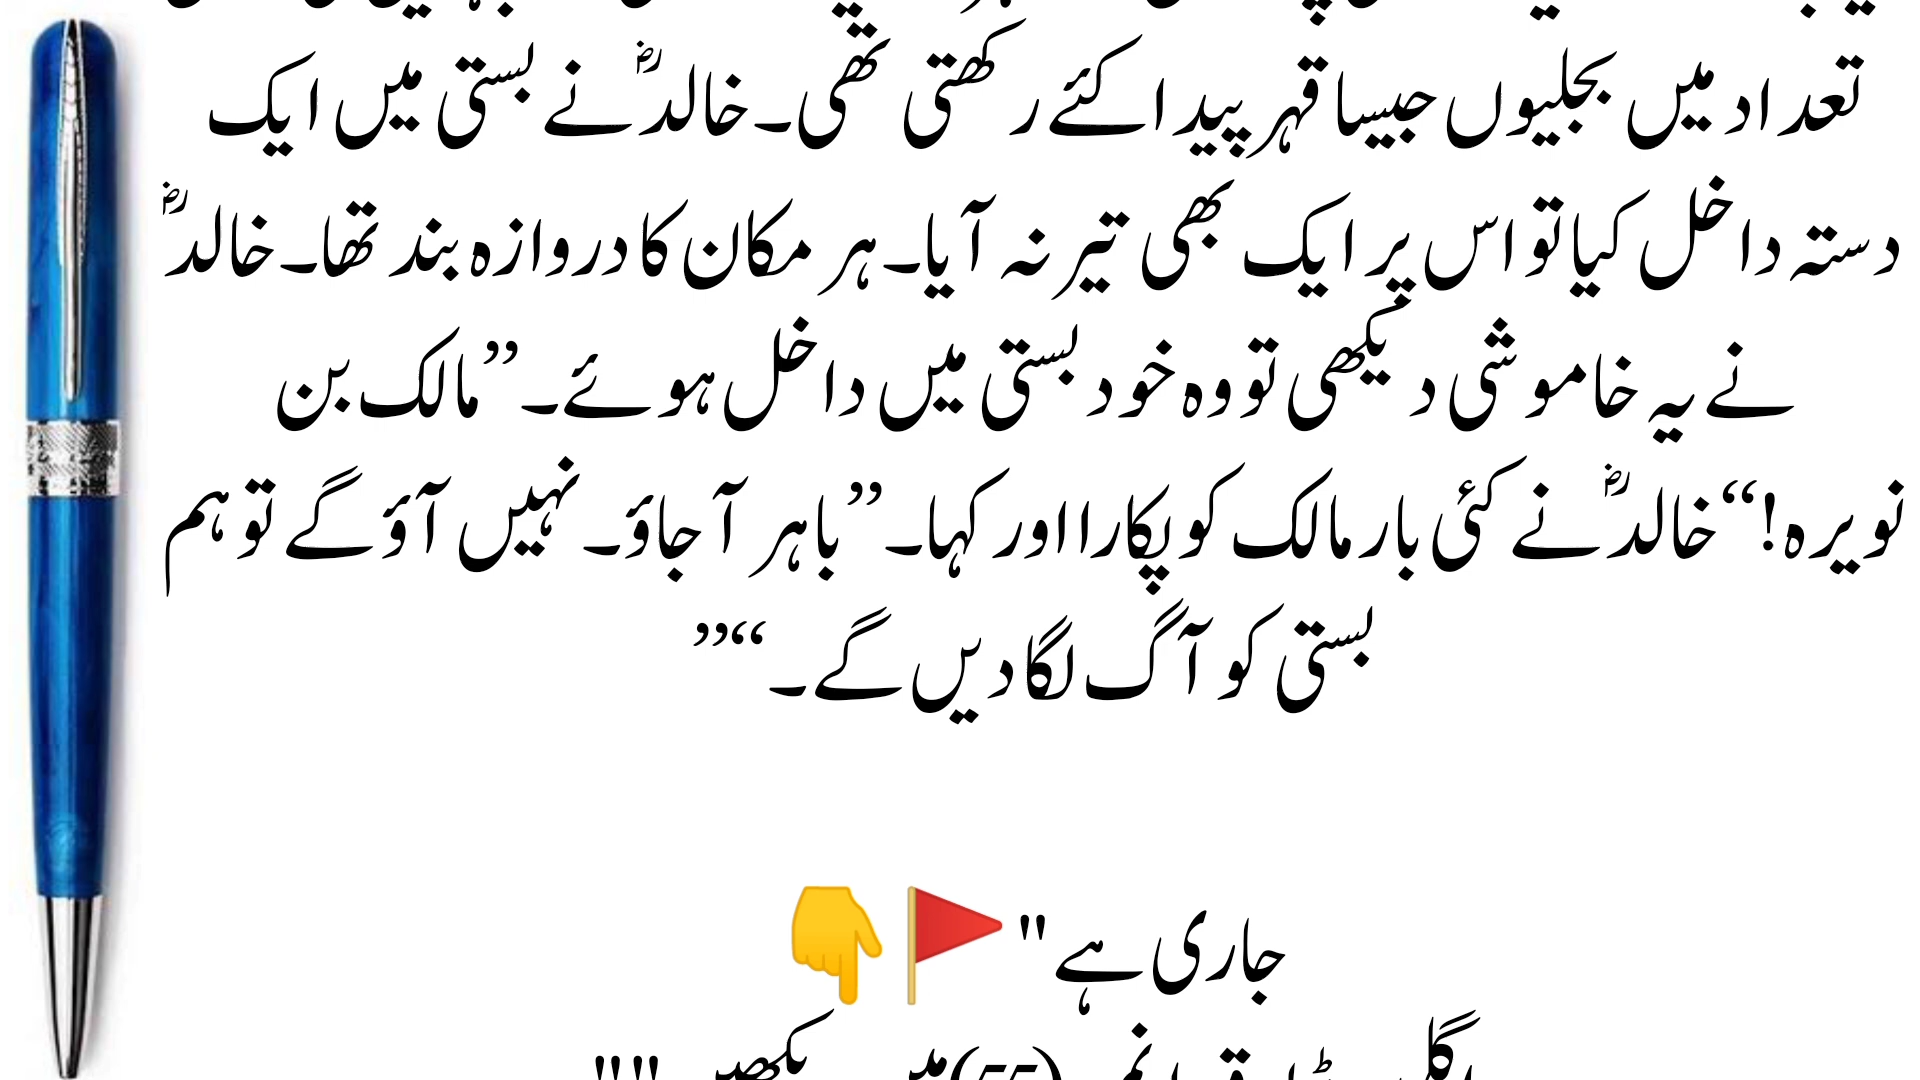 تعداد میں بجلیوں جیسا قہر پیدا کئے رکھتی تھی۔خالدؓ نے بستی میں ایک
دستہ داخل کیا تو اس پر ایک بھی تیر نہ آیا۔ہر مکان کا دروازہ بند تھا۔خالدؓ
نے یہ خاموشی دیکھی تو وہ خود بستی میں داخل ہوئے۔’’مالک بن
نویرہ!‘‘خالدؓ نے کئی بار مالک کو پکارا اور کہا۔’’باہر آ جاؤ۔نہیں آؤ گے تو ہم
بستی کو آگ لگا دیں گے۔‘‘’’
جاری ہے "🚩👇
(55)